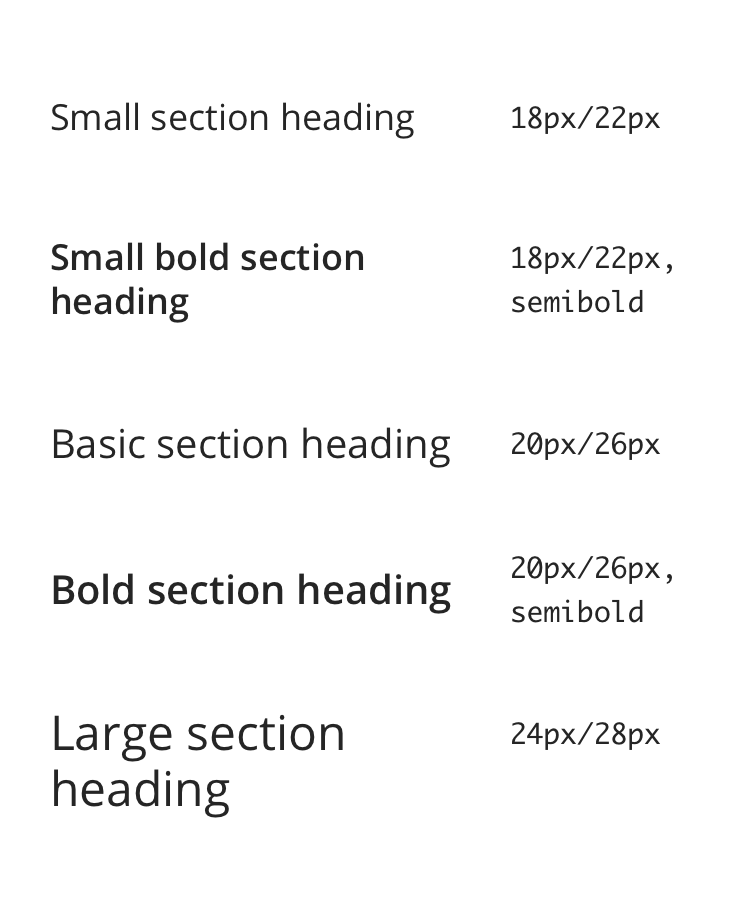 Small section heading 18px/22px
Small bold section 18px/22px,
heading semibold
Basic section heading 20px/26px
Bold section heading 20px/26px,
semibold
Large section 24px/28px
heading